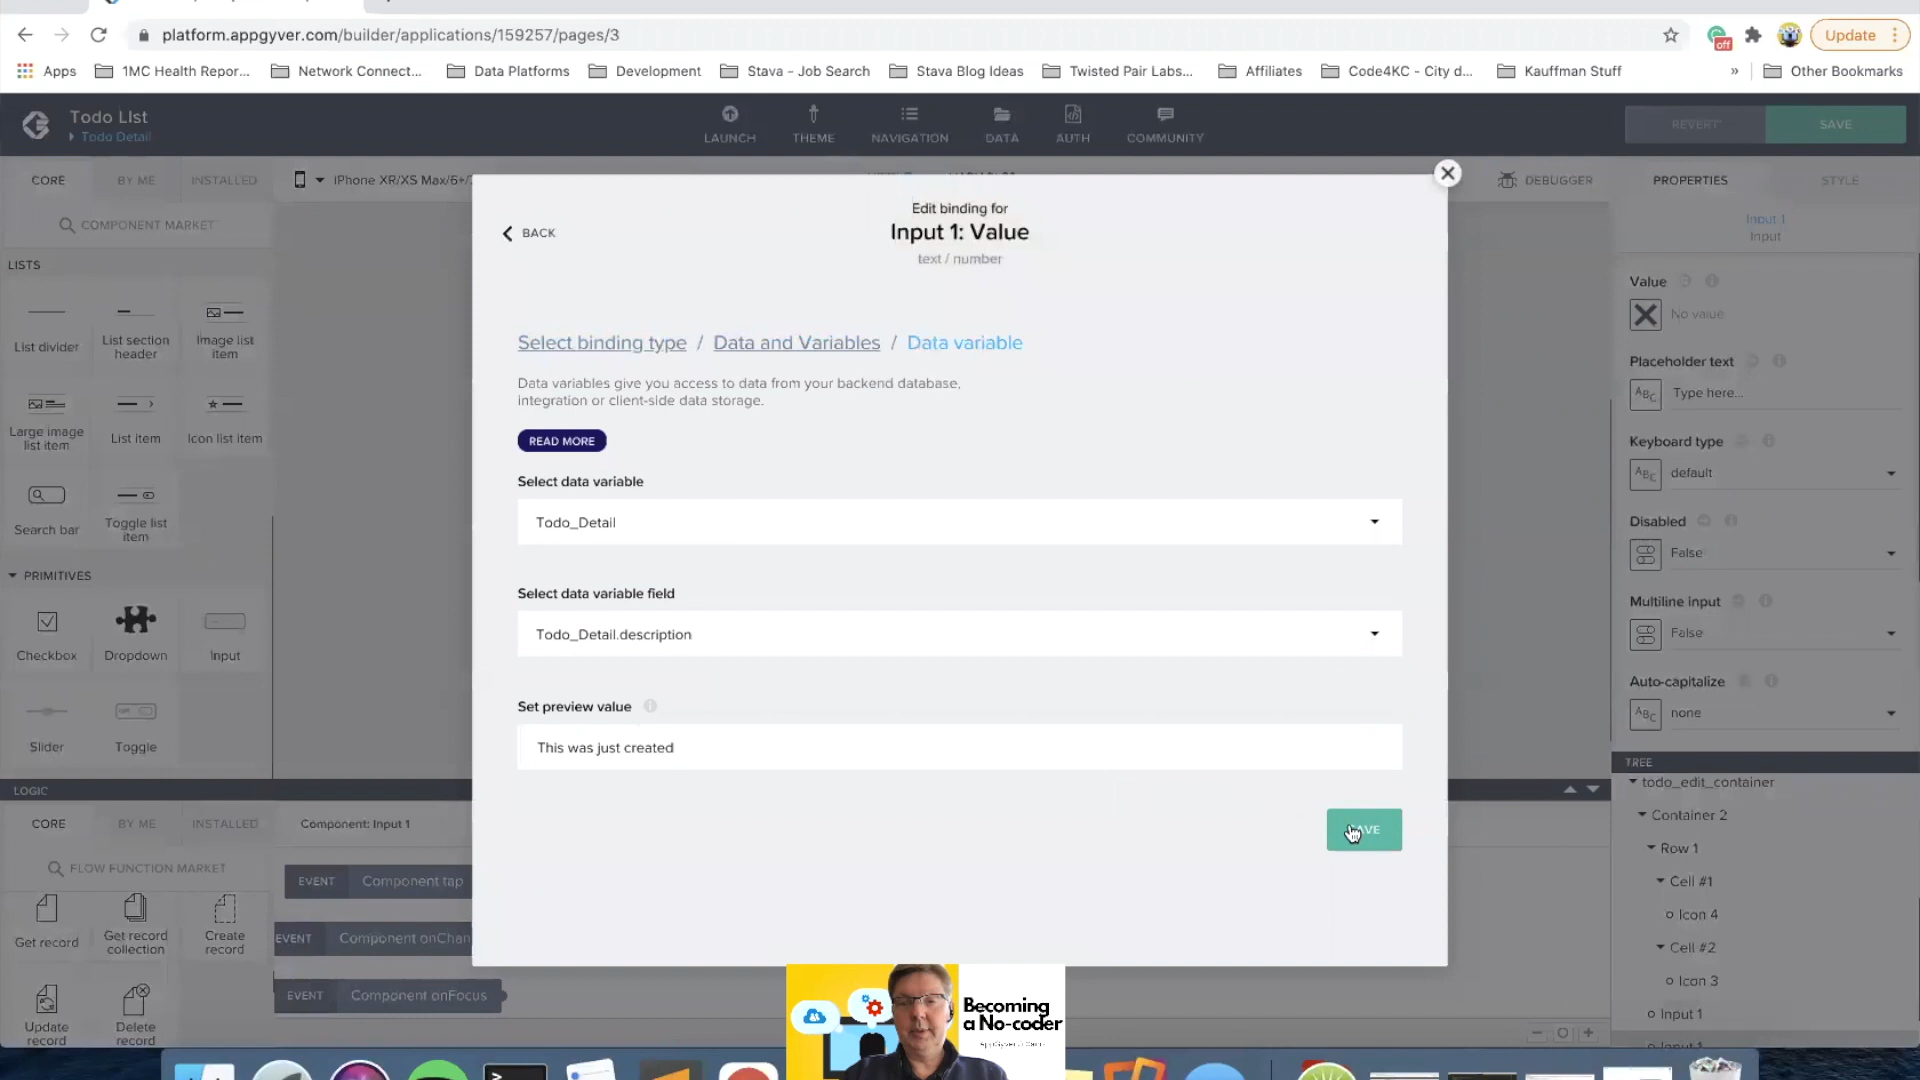 platform.appgyver.com/builder/applications/159257/pages/3
off
Update
Apps
1MC Health Repor...
Network Connect...
Data Platforms
Development
Stava - Job Search
Stava Blog Ideas
Twisted Pair Labs...
Affiliates
Code4KC - City d...
Kauffman Stuff
»
Other Bookmarks
Todo LIst
Todo Detail
LAUNCH
THEME
NAVIGATION
DATA
AUTH
COMMUNITY
REVERT
SAVE
CORE
BY ME
INSTALLED
iPhone XR/XS Max/6+/7
DEBUGGER
PROPERTIES
STYLE
COMPONENT MARKET
LISTS
List divider
List section header
Image list item
Large image list item
List item
Icon list item
Search bar
Toggle list item
PRIMITIVES
Checkbox
Dropdown
Input
Slider
Toggle
BACK
Edit binding for
Input 1: Value
text / number
Select binding type / Data and Variables / Data variable
Data variables give you access to data from your backend database,
integration or client-side data storage.
READ MORE
Select data variable
Todo_Detail
Select data variable field
Todo_Detail.description
Set preview value
This was just created
SAVE
Input 1
Input
Value
No value
Placeholder text
Type here...
Keyboard type
default
Disabled
False
Multiline input
False
Auto-capitalize
none
TREE
todo_edit_container
Container 2
Row 1
Cell #1
Icon 4
Cell #2
Icon 3
Input 1
Input 1
LOGIC
CORE
BY ME
INSTALLED
Component: Input 1
FLOW FUNCTION MARKET
Get record
Get record collection
Create record
Update record
Delete record
EVENT
Component tap
EVENT
Component onChan
EVENT
Component onFocus
Becoming
a No-coder